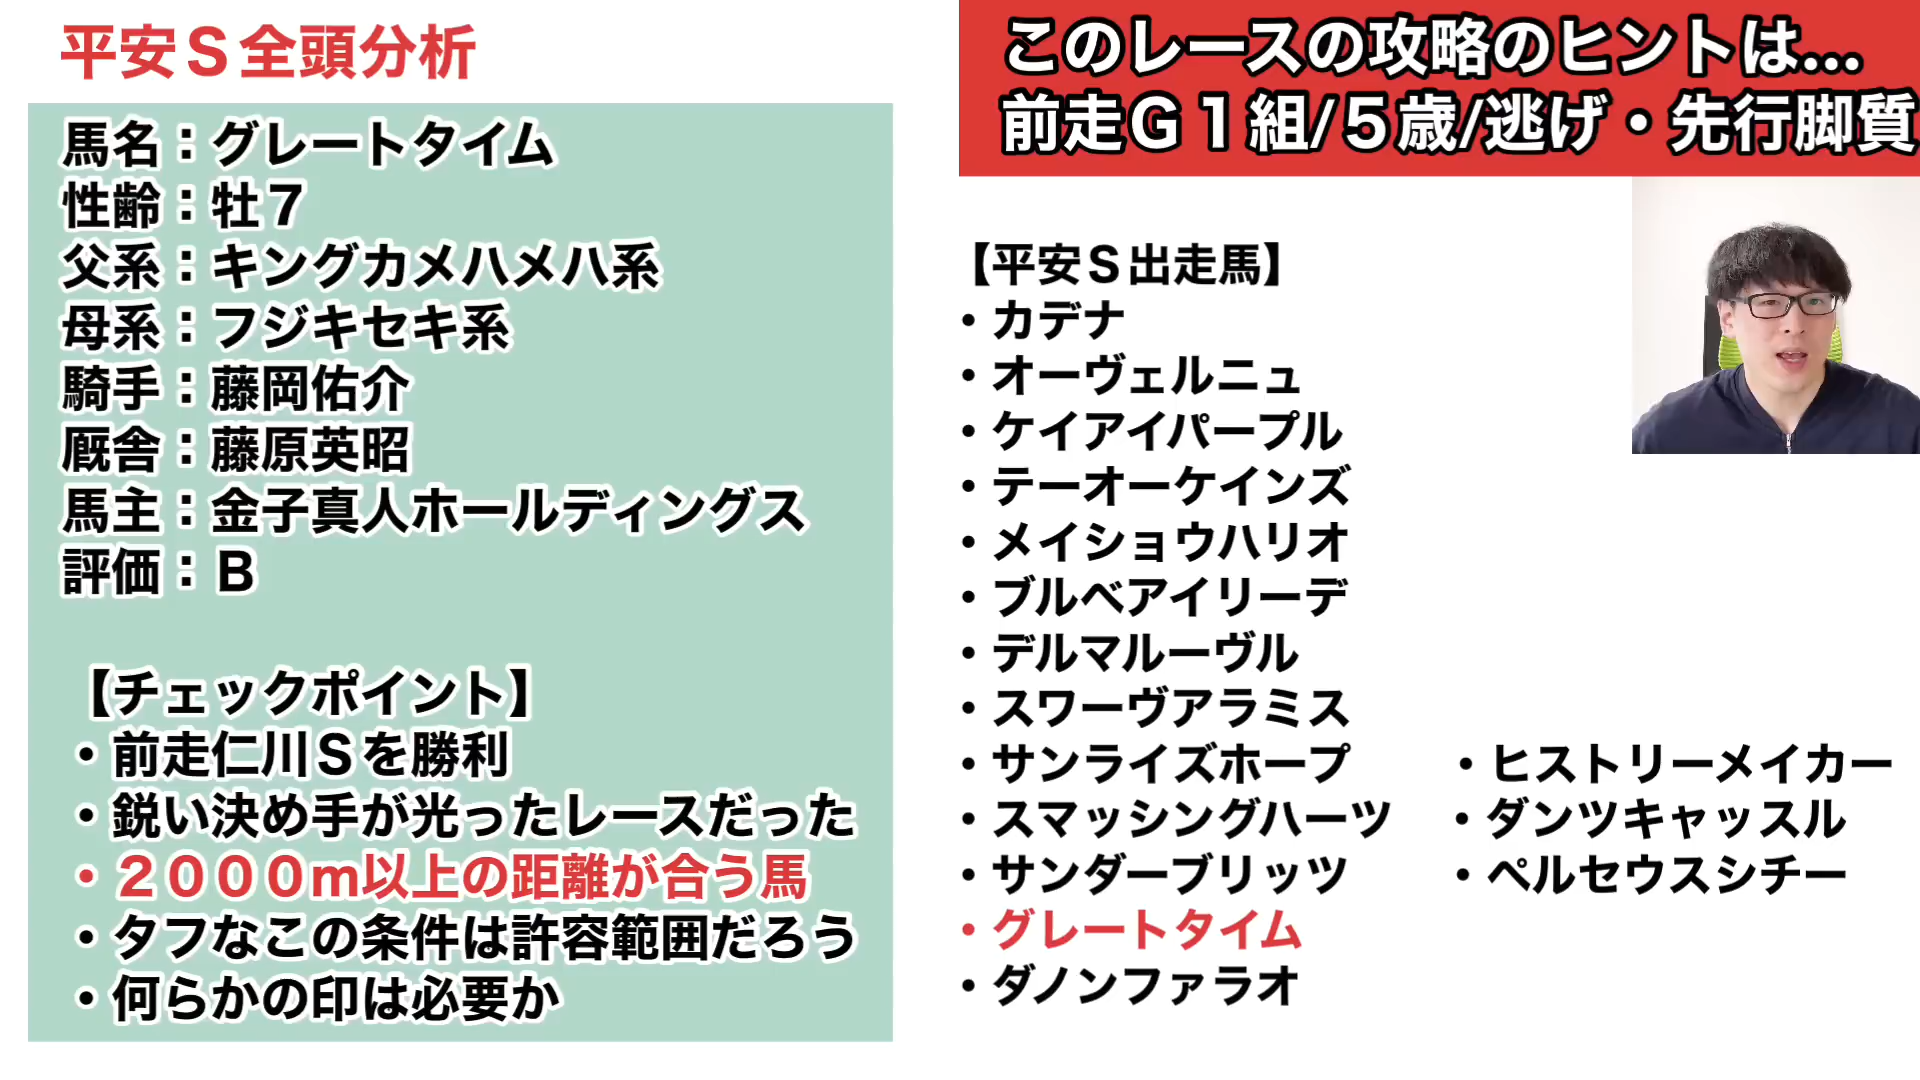 平安S全頭分析
馬名：グレートタイム
性齢：牡７
父系：キングカメハメハ系
母系：フジキセキ系
騎手：藤岡佑介
厩舎：藤原英昭
馬主：金子真人ホールディングス
評価：Ｂ
【チェックポイント】
・前走仁川Ｓを勝利
・鋭い決め手が光ったレースだった
・２０００ｍ以上の距離が合う馬
・タフなこの条件は許容範囲だろう
・何らかの印は必要か
このレースの攻略のヒントは...
前走Ｇ１組/５歳/逃げ・先行脚質
【平安Ｓ出走馬】
・カデナ
・オーヴェルニュ
・ケイアイパープル
・テーオーケインズ
・メイショウハリオ
・ブルベアイリーデ
・デルマルーヴル
・スワーヴアラミス
・サンライズホープ
・スマッシングハーツ
・サンダーブリッツ
・グレートタイム
・ダノンファラオ
・ヒストリーメイカー
・ダンツキャッスル
・ペルセウスシチー